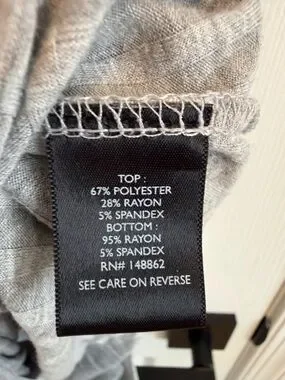 TOP :
67% POLYESTER
28% RAYON
5% SPANDEX
BOTTOM :
95% RAYON
5% SPANDEX
RN# 148862
SEE CARE ON REVERSE